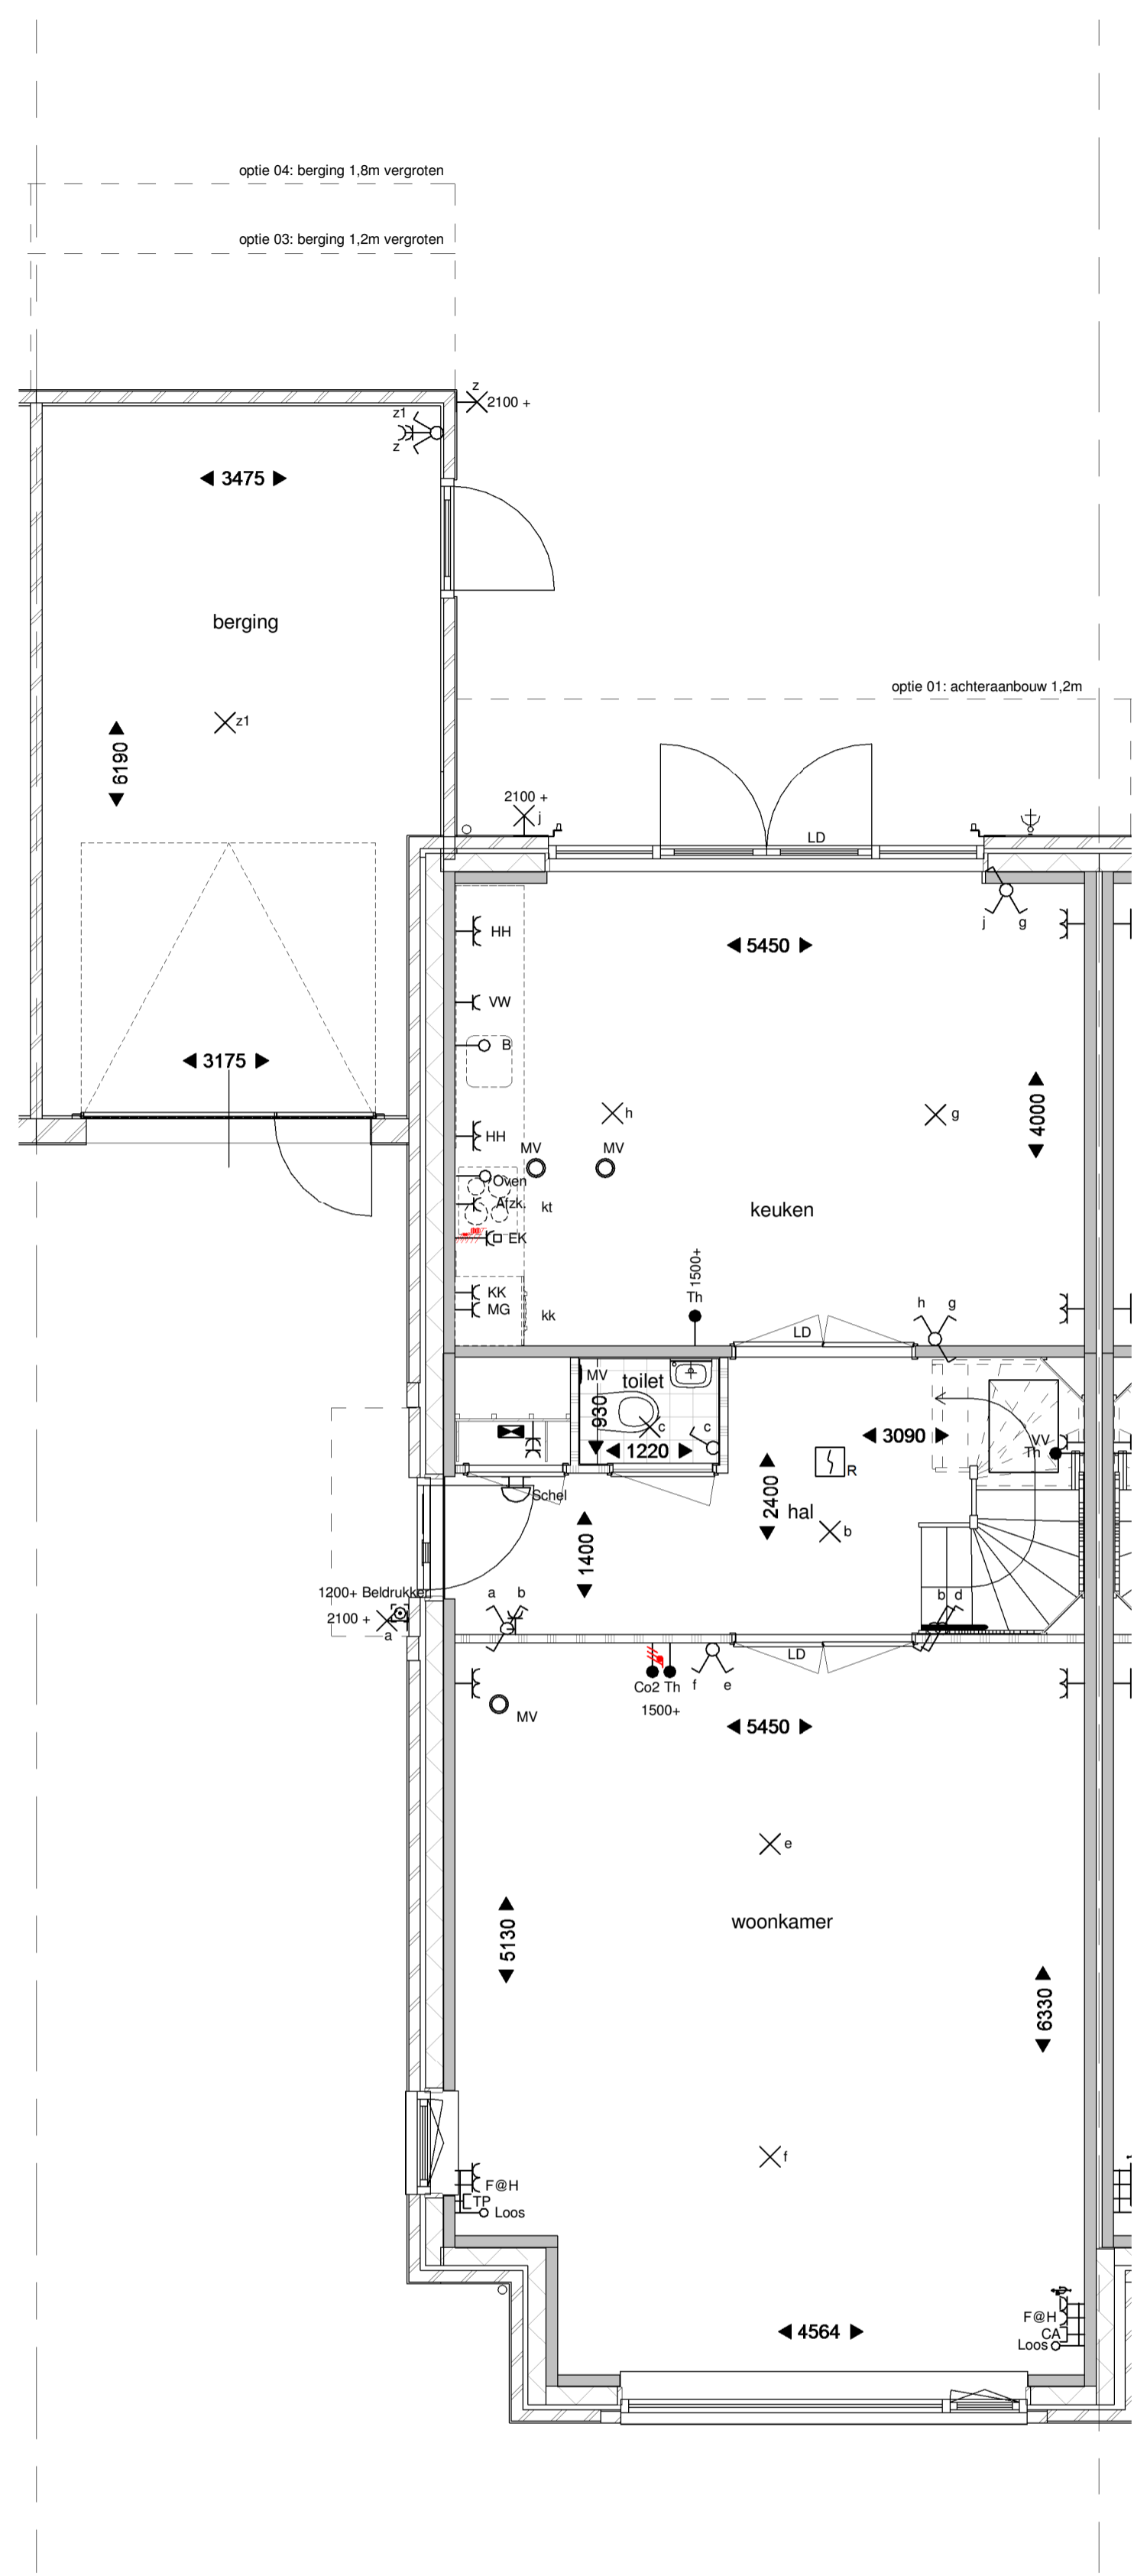 optie 04: berging 1,8m vergroten
optie 03: berging 1,2m vergroten
z
2100 +
z1
z
3475
berging
optie 01: achteraanbouw 1,2m
z1
6190
2100 +
j
LD
HH
j g
5450
VW
B
3175
4000
h
g
HH
MV MV
Oven
Afzk. kt
keuken
EK
1500+
KK
Th
MG kk
h g
LD
MV
toilet
930
c
c
1220
3090
VV
Th
R
Schel
2400
hal
b
1400
1200+ Beldrukker
2100 +
a
a b
b d
LD
Co2 Th
f e
1500+
MV
5450
e
woonkamer
5130
6330
f
F@H
TP
Loos
F@H
CA
Loos
4564